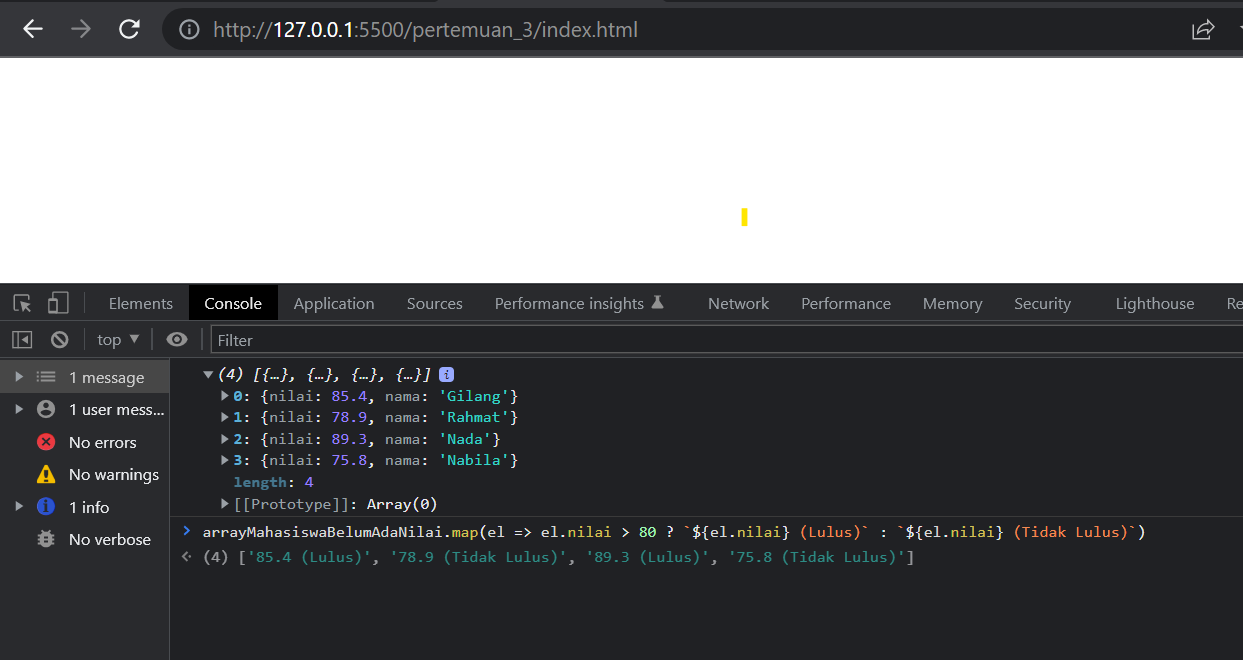 http://127.0.0.1:5500/pertemuan_3/index.html
Elements Console Application Sources Performance insights Network Performance Memory Security Lighthouse Re
top Filter
1 message
1 user mess...
No errors
No warnings
1 info
No verbose
(4) [{…}, {…}, {…}, {…}] i
0: {nilai: 85.4, nama: 'Gilang'}
1: {nilai: 78.9, nama: 'Rahmat'}
2: {nilai: 89.3, nama: 'Nada'}
3: {nilai: 75.8, nama: 'Nabila'}
length: 4
[[Prototype]]: Array(0)
arrayMahasiswaBelumAdaNilai.map(el => el.nilai > 80 ? `${el.nilai} (Lulus)` : `${el.nilai} (Tidak Lulus)`)
(4) ['85.4 (Lulus)', '78.9 (Tidak Lulus)', '89.3 (Lulus)', '75.8 (Tidak Lulus)']